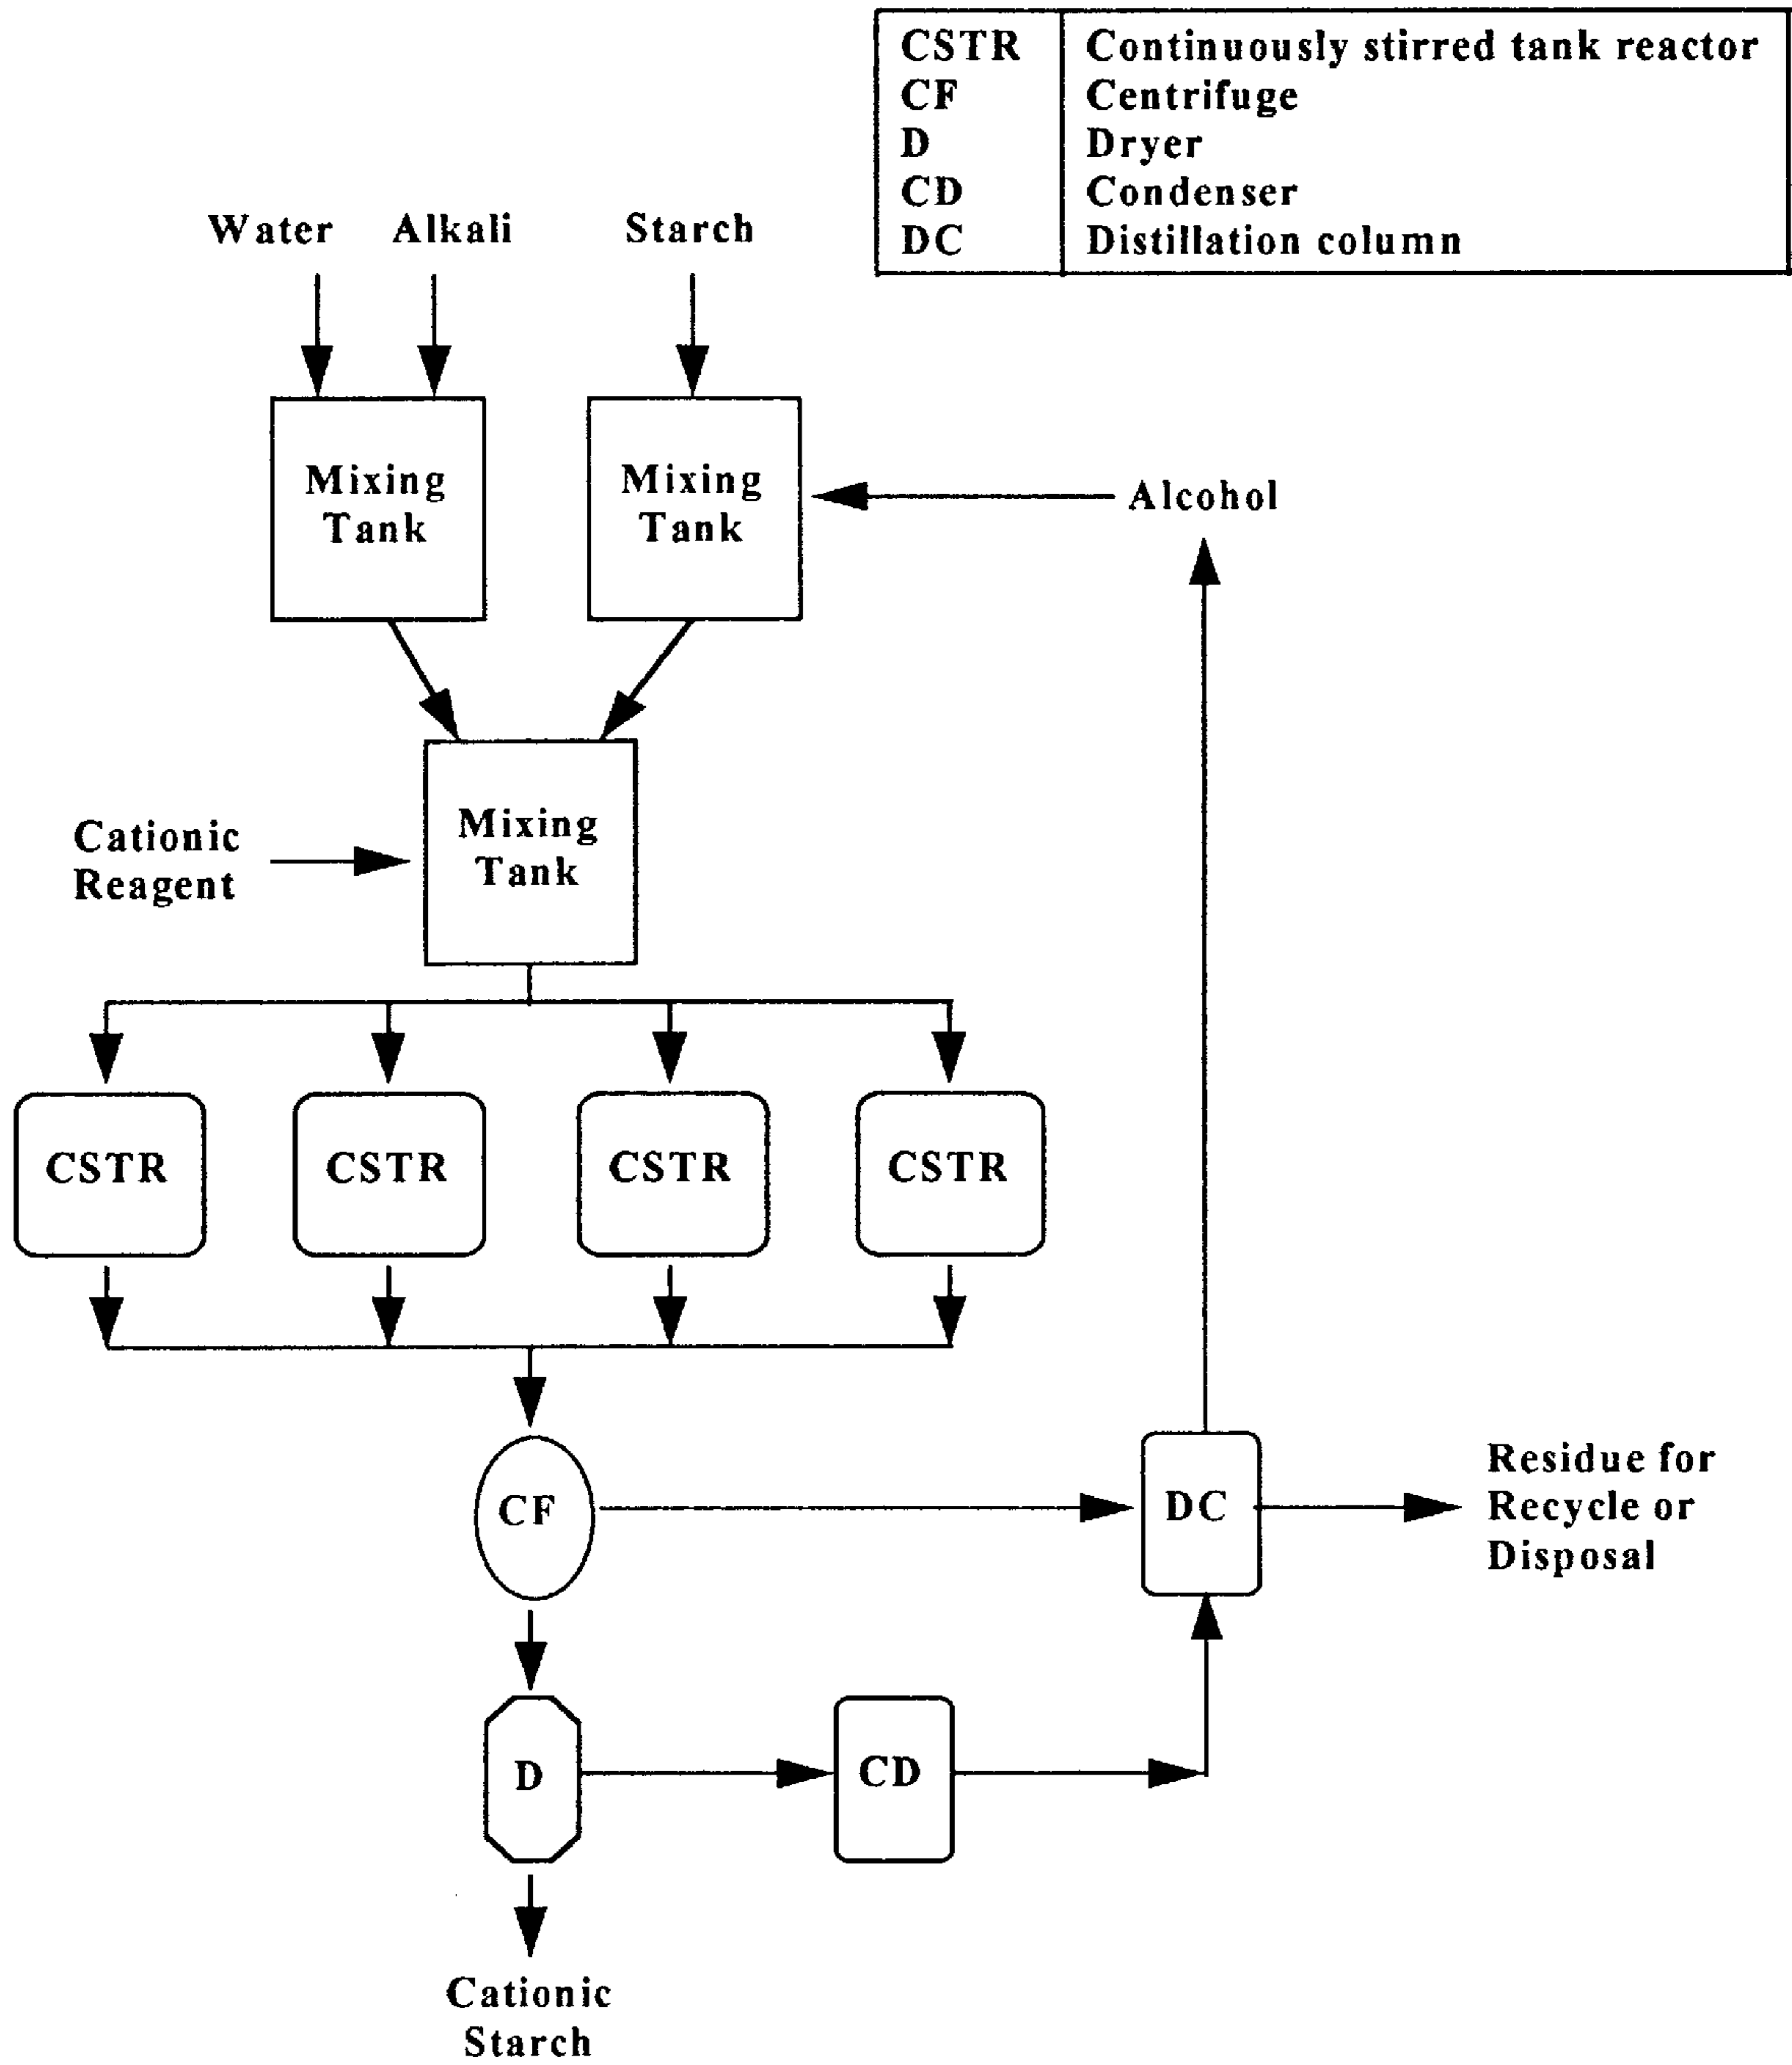 CSTR Continuously stirred tank reactor
CF Centrifuge
D Dryer
CD Condenser
DC Distillation column
Water Alkali Starch
Mixing
Tank
Mixing
Tank
Alcohol
Cationic
Reagent
Mixing
Tank
CSTR CSTR CSTR CSTR
CF
DC
Residue for
Recycle or
Disposal
D
CD
Cationic
Starch